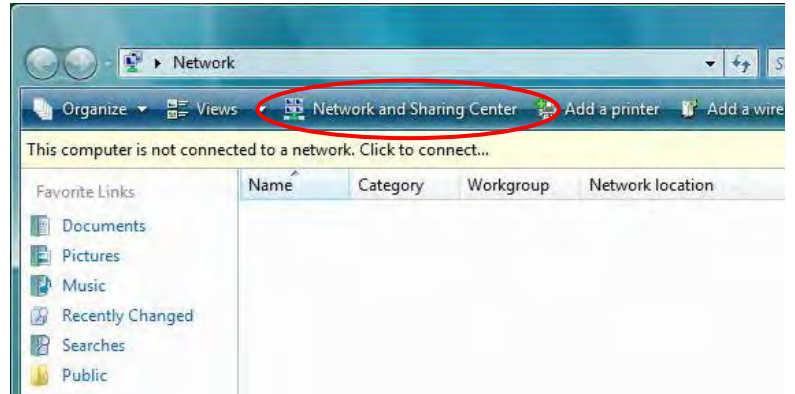 Network
Organize Views Network and Sharing Center Add a printer Add a wire
This computer is not connected to a network. Click to connect...
Favorite Links
Name Category Workgroup Network location
Documents
Pictures
Music
Recently Changed
Searches
Public